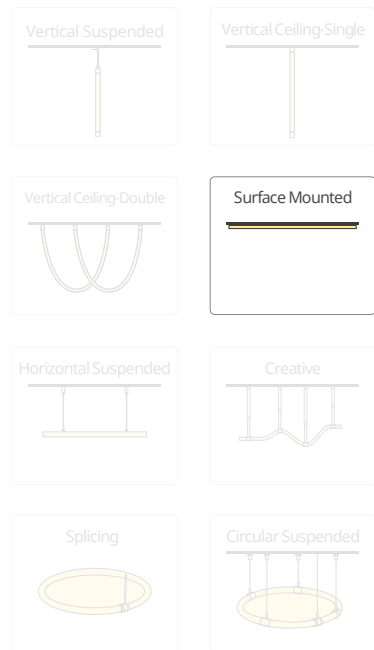 Vertical Suspended
Vertical Ceiling-Single
Vertical Ceiling-Double
Surface Mounted
Horizontal Suspended
Creative
Splicing
Circular Suspended